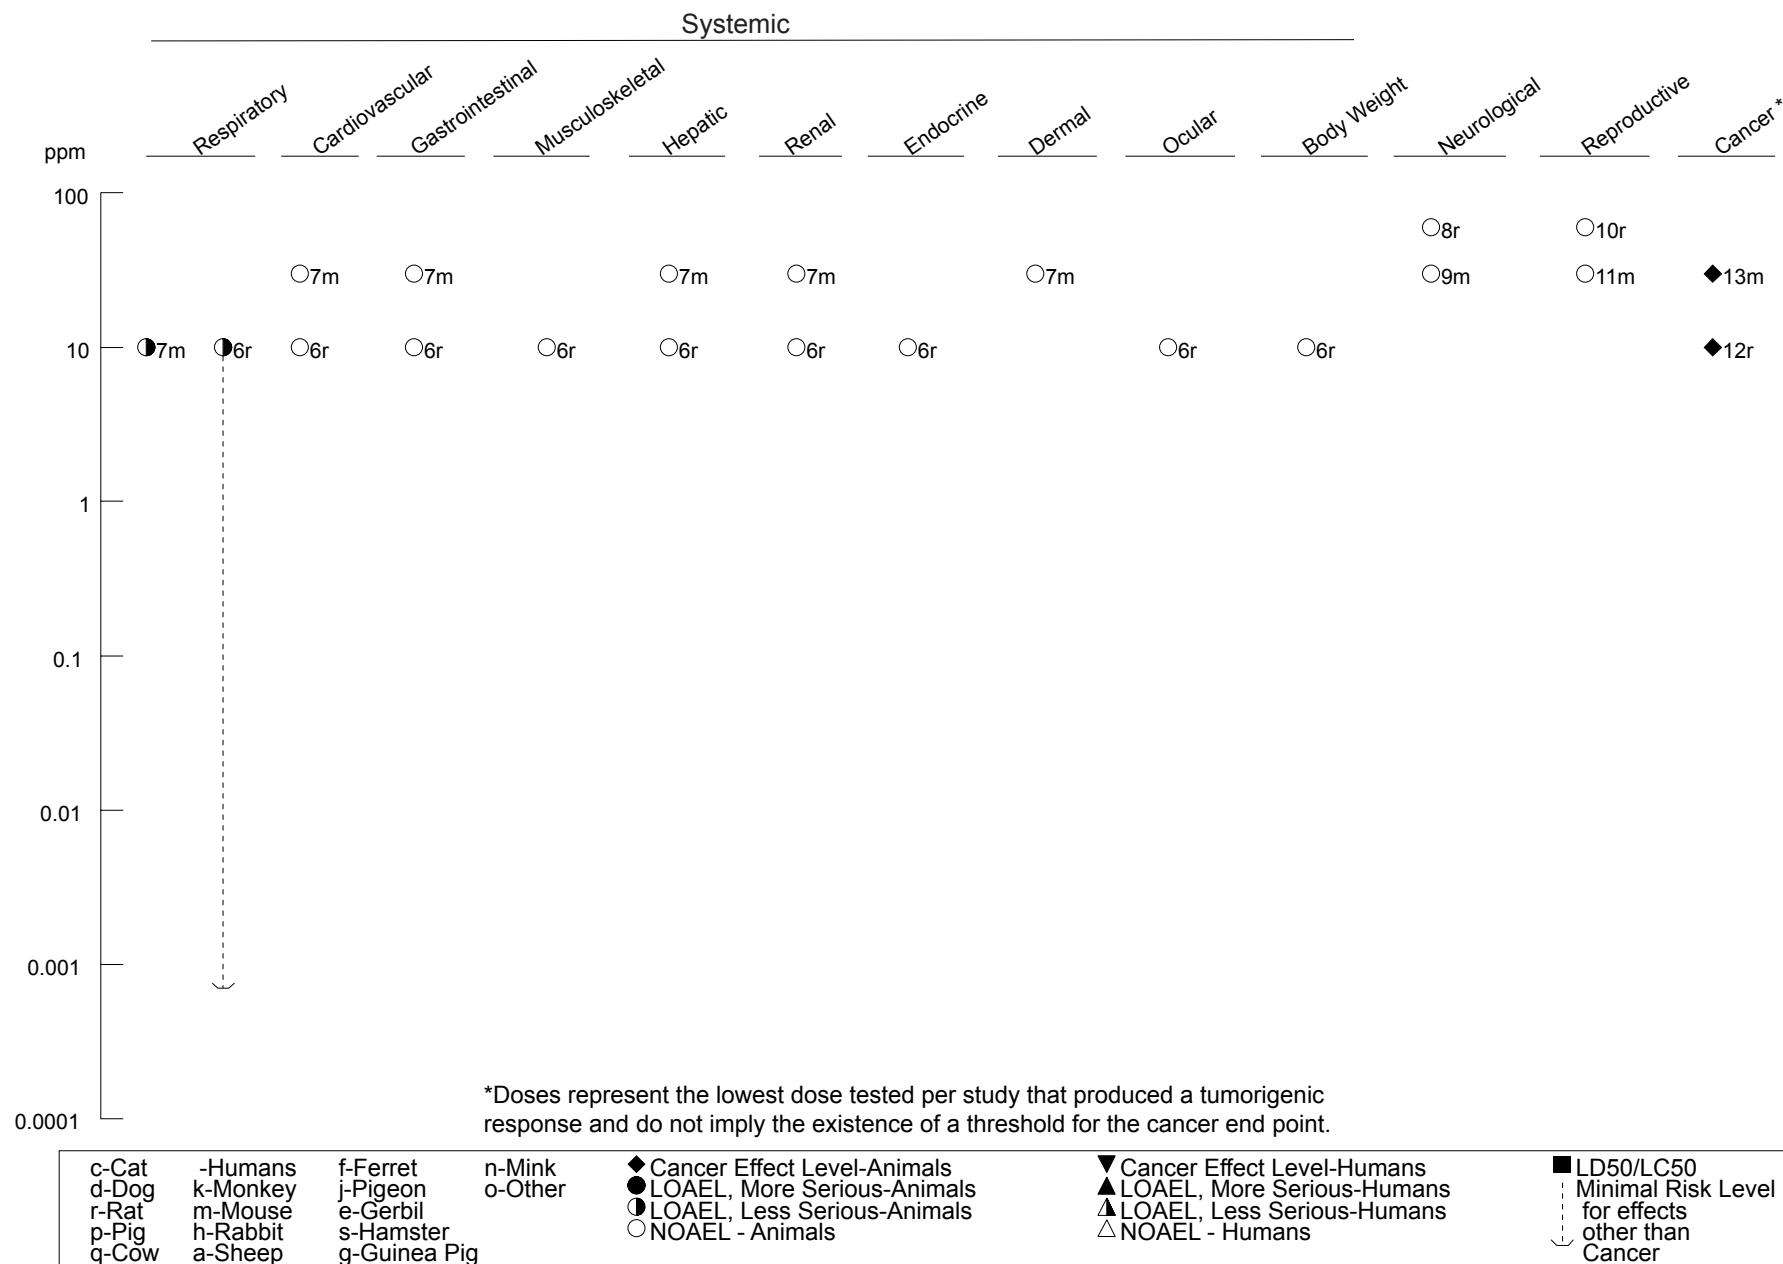 Systemic
Respiratory
Cardiovascular
Gastrointestinal
Musculoskeletal
Hepatic
Renal
Endocrine
Dermal
Ocular
Body Weight
Neurological
Reproductive
Cancer *
ppm
100
8r 10r
7m 7m 7m 7m 7m 9m 11m 13m
10 7m 6r 6r 6r 6r 6r 6r 6r 6r 6r 12r
1
0.1
0.01
0.001
*Doses represent the lowest dose tested per study that produced a tumorigenic
response and do not imply the existence of a threshold for the cancer end point.
0.0001
c-Cat -Humans f-Ferret n-Mink Cancer Effect Level-Animals Cancer Effect Level-Humans LD50/LC50
d-Dog k-Monkey j-Pigeon o-Other LOAEL, More Serious-Animals LOAEL, More Serious-Humans Minimal Risk Level
r-Rat m-Mouse e-Gerbil LOAEL, Less Serious-Animals LOAEL, Less Serious-Humans for effects
p-Pig h-Rabbit s-Hamster NOAEL - Animals NOAEL - Humans other than
q-Cow a-Sheep g-Guinea Pig Cancer